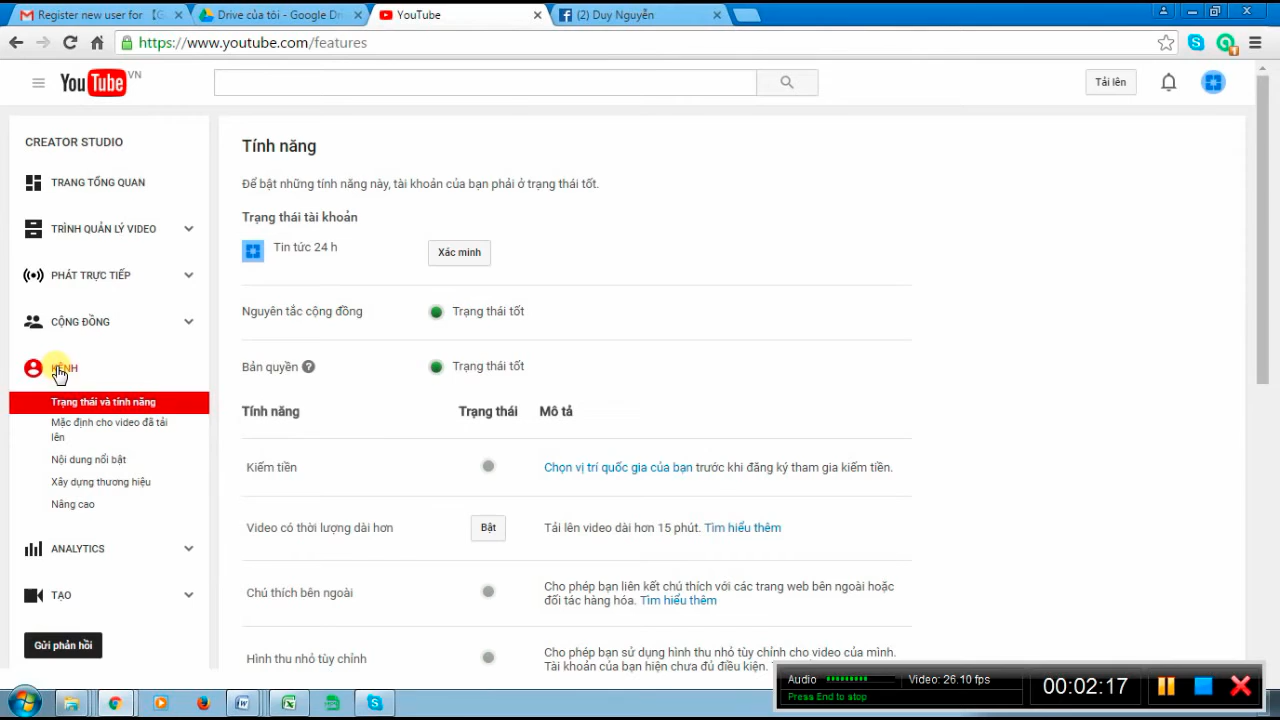 Register new user for
Drive của tôi - Google Dr
YouTube
(2) Duy Nguyễn
https://www.youtube.com/features
YouTube VN
Tải lên
CREATOR STUDIO
TRANG TỔNG QUAN
TRÌNH QUẢN LÝ VIDEO
PHÁT TRỰC TIẾP
CỘNG ĐỒNG
KÊNH
Trạng thái và tính năng
Mặc định cho video đã tải
lên
Nội dung nổi bật
Xây dựng thương hiệu
Nâng cao
ANALYTICS
TẠO
Gửi phản hồi
Tính năng
Để bật những tính năng này, tài khoản của bạn phải ở trạng thái tốt.
Trạng thái tài khoản
Tin tức 24 h
Xác minh
Nguyên tắc cộng đồng
Trạng thái tốt
Bản quyền ?
Trạng thái tốt
Tính năng Trạng thái Mô tả
Kiếm tiền
Chọn vị trí quốc gia của bạn trước khi đăng ký tham gia kiếm tiền.
Video có thời lượng dài hơn
Bật
Tải lên video dài hơn 15 phút. Tìm hiểu thêm
Chú thích bên ngoài
Cho phép bạn liên kết chú thích với các trang web bên ngoài hoặc
đối tác hàng hóa. Tìm hiểu thêm
Hình thu nhỏ tùy chỉnh
Cho phép bạn sử dụng hình thu nhỏ tùy chỉnh cho video của mình.
Tài khoản của bạn hiện chưa đủ điều kiện.
Audio
Video: 26.10 fps
Press End to stop
00:02:17